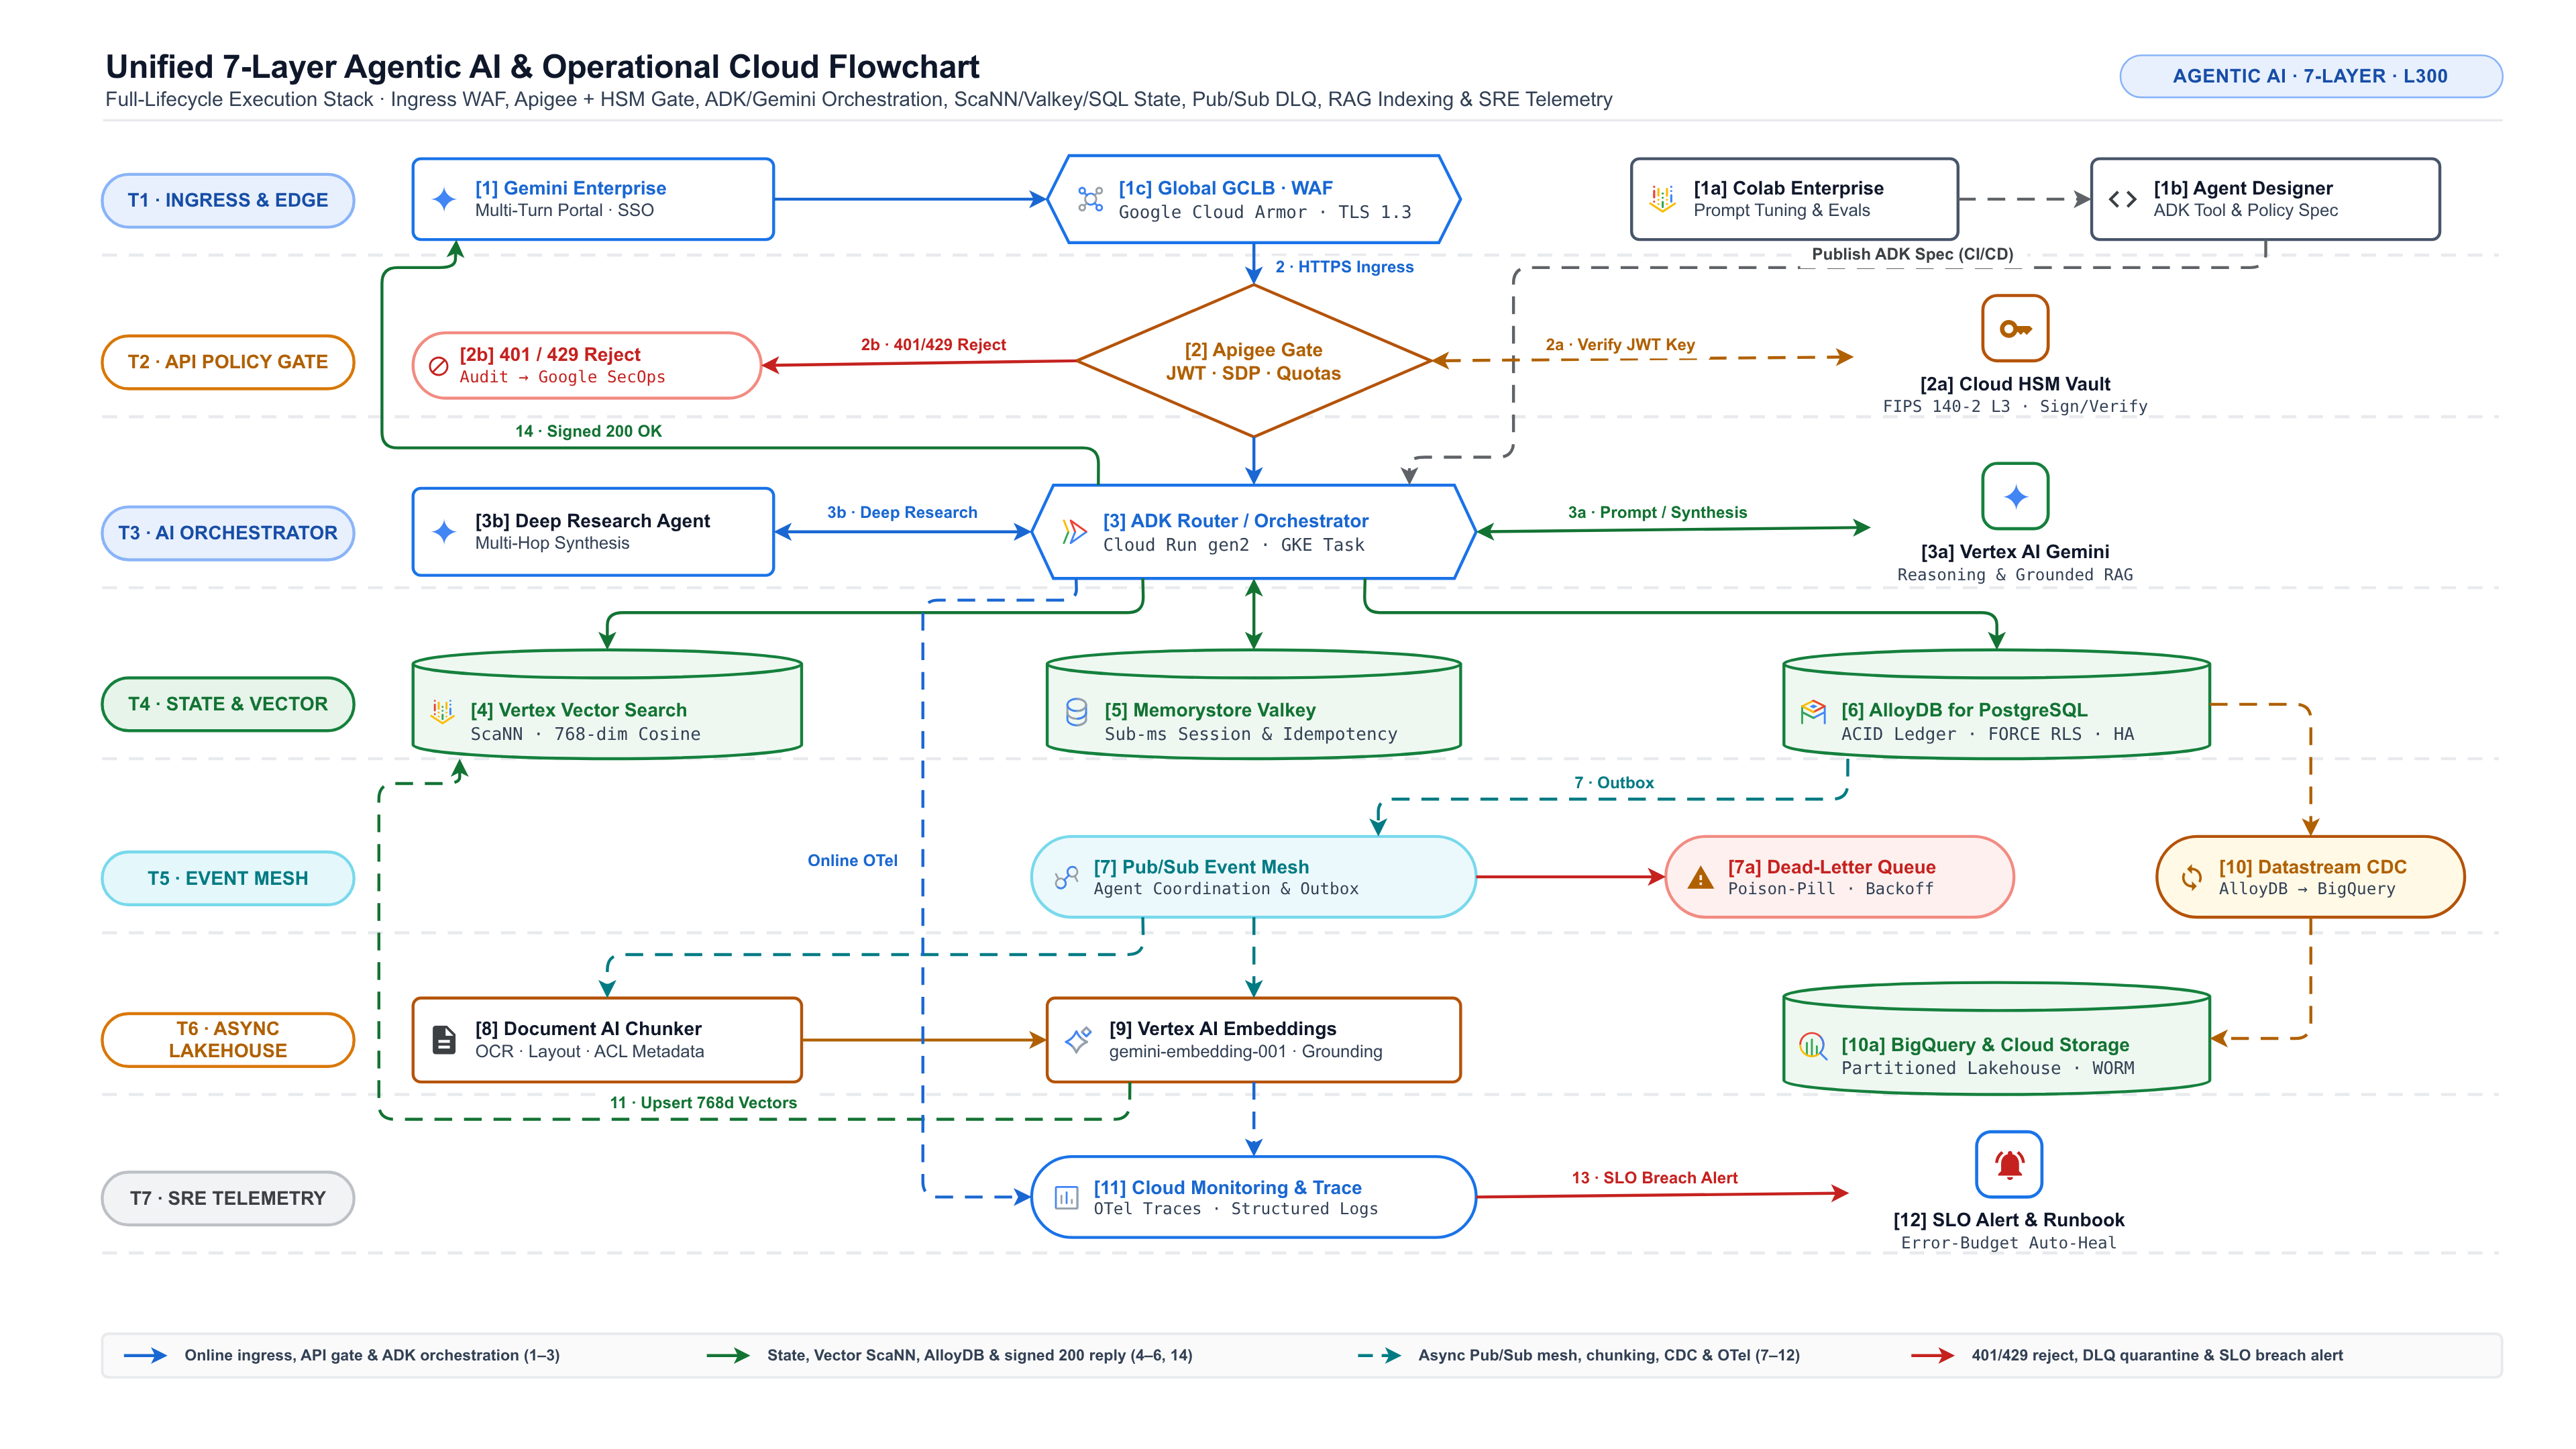 Unified 7-Layer Agentic AI & Operational Cloud Flowchart
Full-Lifecycle Execution Stack · Ingress WAF, Apigee + HSM Gate, ADK/Gemini Orchestration, ScaNN/Valkey/SQL State, Pub/Sub DLQ, RAG Indexing & SRE Telemetry
AGENTIC AI · 7-LAYER · L300
T1 · INGRESS & EDGE
[1] Gemini Enterprise
Multi-Turn Portal · SSO
[1c] Global GCLB · WAF
Google Cloud Armor · TLS 1.3
[1a] Colab Enterprise
Prompt Tuning & Evals
[1b] Agent Designer
ADK Tool & Policy Spec
Publish ADK Spec (CI/CD)
2 · HTTPS Ingress
T2 · API POLICY GATE
[2b] 401 / 429 Reject
Audit → Google SecOps
2b · 401/429 Reject
[2] Apigee Gate
JWT · SDP · Quotas
2a · Verify JWT Key
[2a] Cloud HSM Vault
FIPS 140-2 L3 · Sign/Verify
14 · Signed 200 OK
T3 · AI ORCHESTRATOR
[3b] Deep Research Agent
Multi-Hop Synthesis
3b · Deep Research
[3] ADK Router / Orchestrator
Cloud Run gen2 · GKE Task
3a · Prompt / Synthesis
[3a] Vertex AI Gemini
Reasoning & Grounded RAG
T4 · STATE & VECTOR
[4] Vertex Vector Search
ScaNN · 768-dim Cosine
[5] Memorystore Valkey
Sub-ms Session & Idempotency
[6] AlloyDB for PostgreSQL
ACID Ledger · FORCE RLS · HA
7 · Outbox
T5 · EVENT MESH
Online OTel
[7] Pub/Sub Event Mesh
Agent Coordination & Outbox
[7a] Dead-Letter Queue
Poison-Pill · Backoff
[10] Datastream CDC
AlloyDB → BigQuery
T6 · ASYNC
LAKEHOUSE
[8] Document AI Chunker
OCR · Layout · ACL Metadata
[9] Vertex AI Embeddings
gemini-embedding-001 · Grounding
[10a] BigQuery & Cloud Storage
Partitioned Lakehouse · WORM
11 · Upsert 768d Vectors
T7 · SRE TELEMETRY
[11] Cloud Monitoring & Trace
OTel Traces · Structured Logs
13 · SLO Breach Alert
[12] SLO Alert & Runbook
Error-Budget Auto-Heal
Online ingress, API gate & ADK orchestration (1–3)
State, Vector ScaNN, AlloyDB & signed 200 reply (4–6, 14)
Async Pub/Sub mesh, chunking, CDC & OTel (7–12)
401/429 reject, DLQ quarantine & SLO breach alert